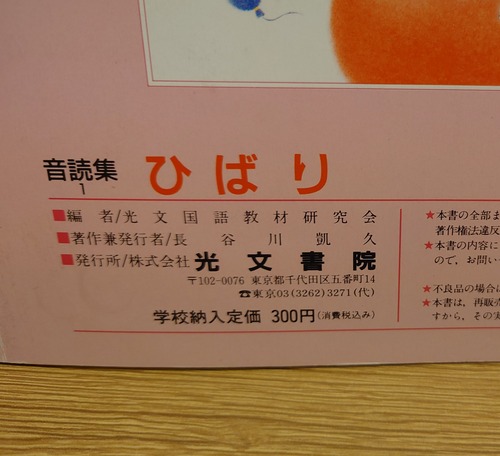 音読集
1
ひばり
■編者/光文国語教材研究会
■著作兼発行者/長谷川凱久
■発行所/株式会社 光文書院
〒102-0076 東京都千代田区五番町14
☎東京03(3262)3271(代)
学校納入定価 300円(消費税込み)
★本書の全部ま
著作権法違反
★本書の内容に
ので、お問い
★不良品の場合は
★本書は、再販売
すから、その実